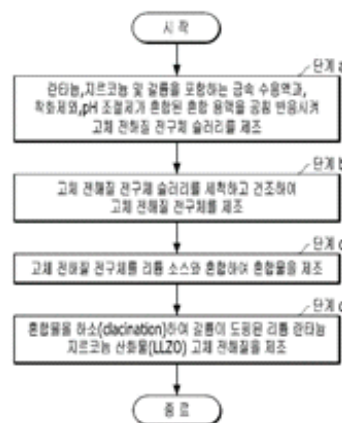 시 작
단계 a
란타늄,지르코늄 및 갈륨을 포함하는 금속 수용액과,
착화제와,pH 조절제가 혼합된 혼합 용액을 공침 반응시켜
고체 전해질 전구체 슬러리를 제조
단계 b
고체 전해질 전구체 슬러리를 세척하고 건조하여
고체 전해질 전구체를 제조
단계 c
고체 전해질 전구체를 리튬 소스와 혼합하여 혼합물을 제조
단계 d
혼합물을 하소(clacination)하여 갈륨이 도핑된 리튬 란타늄
지르코늄 산화물(LLZO) 고체 전해질을 제조
종 료